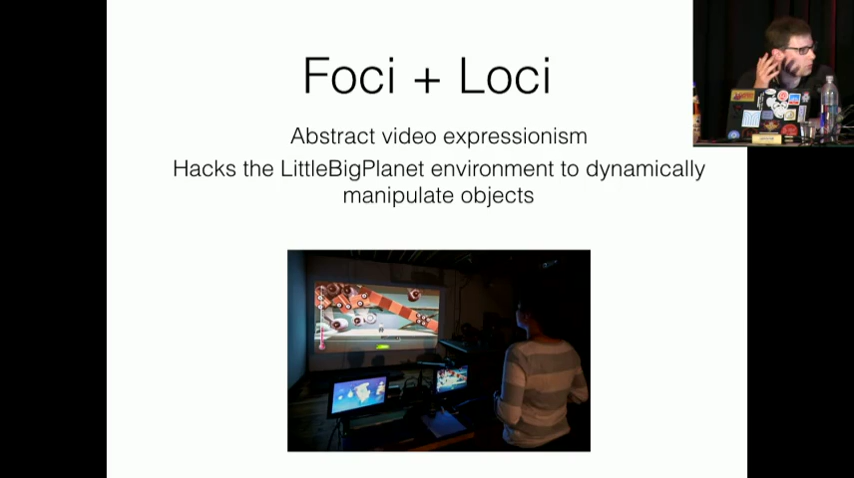 Foci + Loci
Abstract video expressionism
Hacks the LittleBigPlanet environment to dynamically
manipulate objects